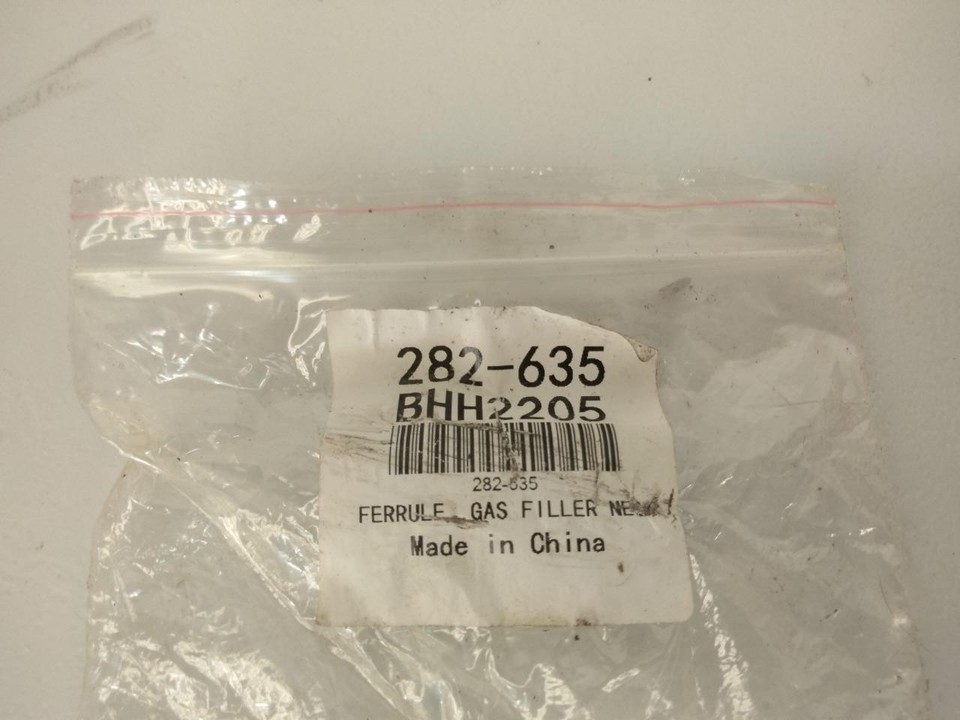 282-635
BHH2205
282-635
FERRULE, GAS FILLER
Made in China